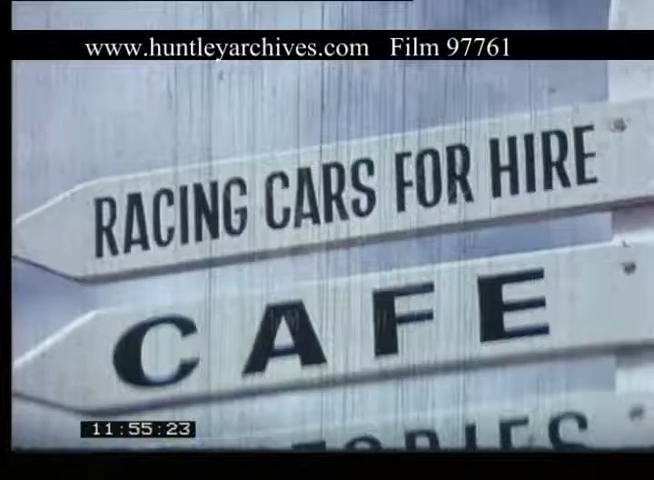 www.huntleyarchives.com Film 97761
RACING CARS FOR HIRE
CAFE
11:55:23